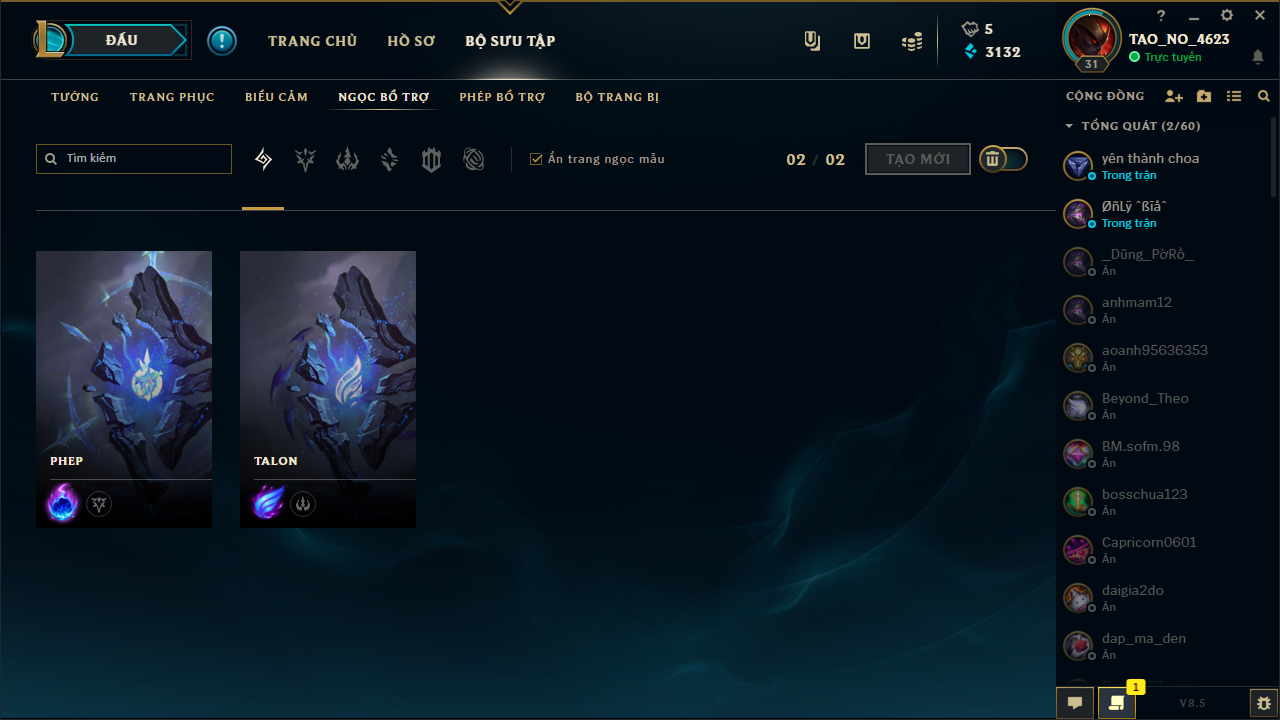 ĐẤU
TRANG CHỦ
HỒ SƠ
BỘ SƯU TẬP
5
3132
?
TAO_NO_4623
Trực tuyến
31
TƯỚNG
TRANG PHỤC
BIỂU CẢM
NGỌC BỔ TRỢ
PHÉP BỔ TRỢ
BỘ TRANG BỊ
CỘNG ĐỒNG
TỔNG QUÁT (2/60)
Tìm kiếm
Ẩn trang ngọc mẫu
02 / 02
TẠO MỚI
PHEP
TALON
yên thành choa
Trong trận
ØñLÿ ˆßïåˆ
Trong trận
_Dũng_PờRồ_
Ẩn
anhmam12
Ẩn
aoanh95636353
Ẩn
Beyond_Theo
Ẩn
BM.sofm.98
Ẩn
bosschua123
Ẩn
Capricorn0601
Ẩn
daigia2do
Ẩn
dap_ma_den
Ẩn
1
V8.5